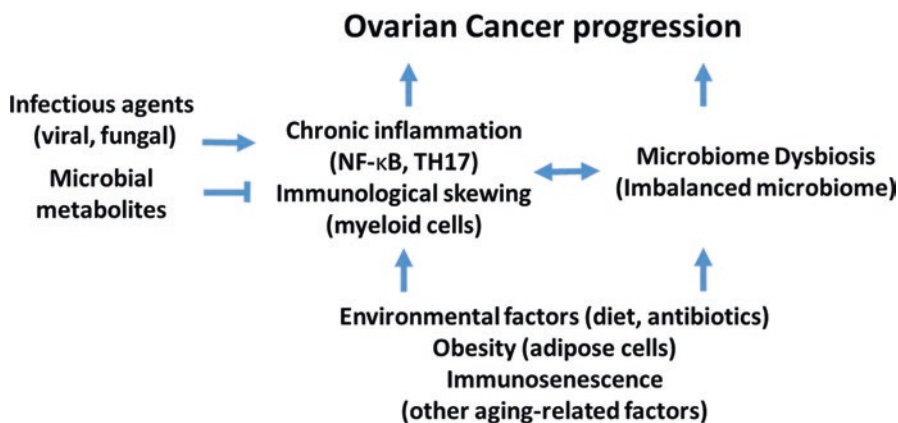 Ovarian Cancer progression
Infectious agents
(viral, fungal)
Microbial
metabolites
Chronic inflammation
(NF-κB, TH17)
Immunological skewing
(myeloid cells)
Microbiome Dysbiosis
(Imbalanced microbiome)
Environmental factors (diet, antibiotics)
Obesity (adipose cells)
Immunosenescence
(other aging-related factors)